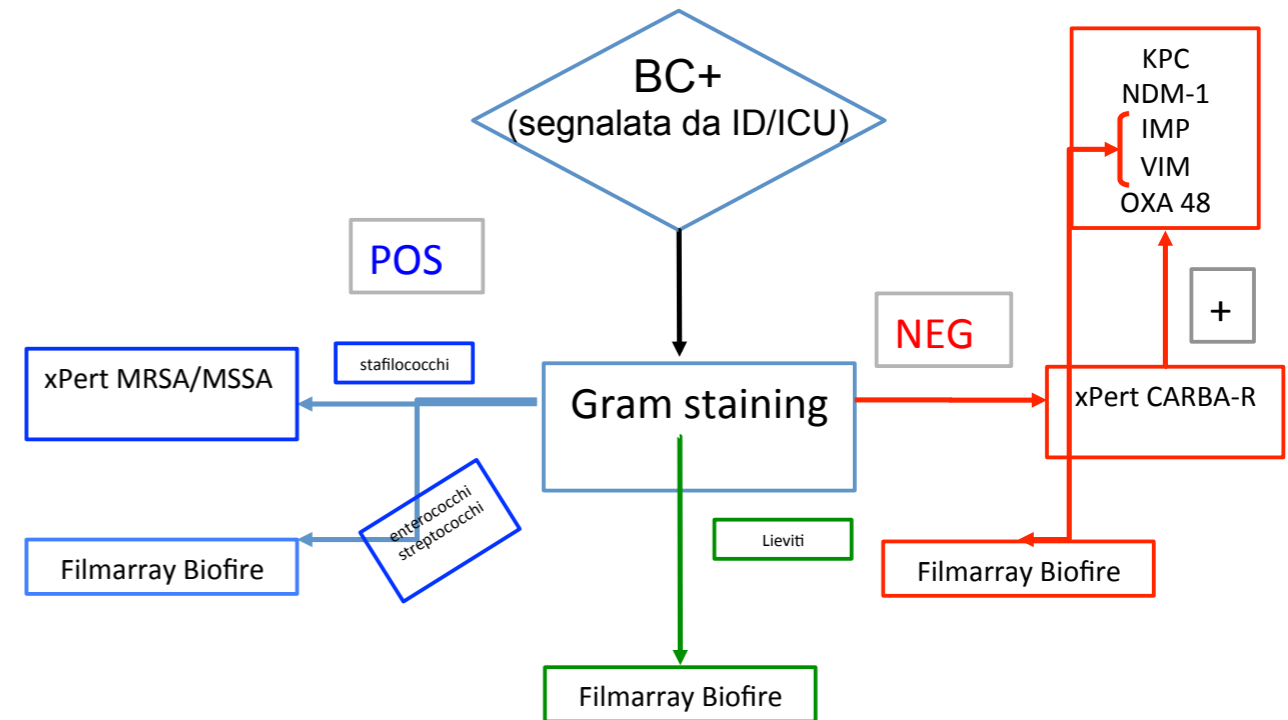 BC+
(segnalata da ID/ICU)
KPC
NDM-1
IMP
VIM
OXA 48
POS
NEG
+
stafilococchi
xPert MRSA/MSSA
Gram staining
xPert CARBA-R
enterococchi
streptococchi
Lieviti
Filmarray Biofire
Filmarray Biofire
Filmarray Biofire